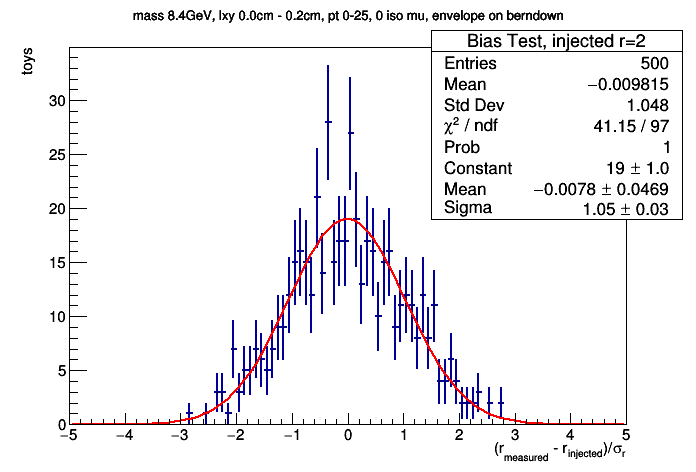 mass 8.4GeV, lxy 0.0cm - 0.2cm, pt 0-25, 0 iso mu, envelope on berndown
Bias Test, injected r=2
Entries 500
Mean −0.009815
Std Dev 1.048
χ² / ndf 41.15 / 97
Prob 1
Constant 19 ± 1.0
Mean −0.0078 ± 0.0469
Sigma 1.05 ± 0.03
toys
30
25
20
15
10
5
0
−5 −4 −3 −2 −1 0 1 2 3 4 5
(r_measured - r_injected)/σ_r